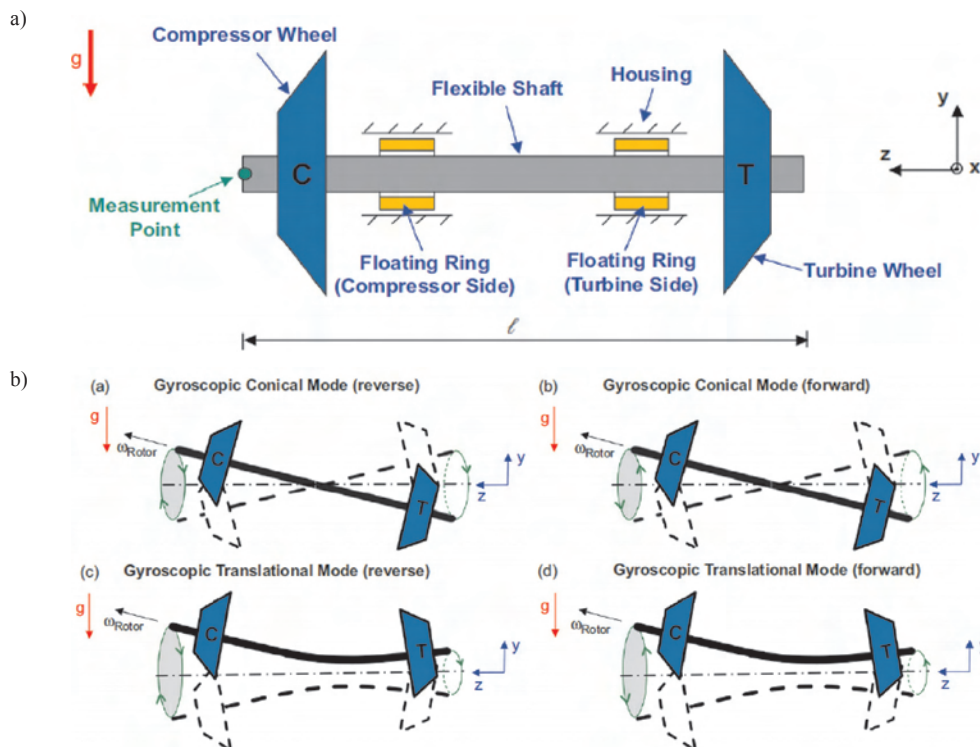 a)
g
Compressor Wheel
Flexible Shaft
Housing
y
z
x
C
T
Measurement
Point
Floating Ring
(Compressor Side)
Floating Ring
(Turbine Side)
Turbine Wheel
ℓ
b)
(a) Gyroscopic Conical Mode (reverse)
g
ωRotor
C
T
y
z
(b) Gyroscopic Conical Mode (forward)
g
ωRotor
C
T
y
z
(c) Gyroscopic Translational Mode (reverse)
g
ωRotor
C
T
y
z
(d) Gyroscopic Translational Mode (forward)
g
ωRotor
C
T
y
z